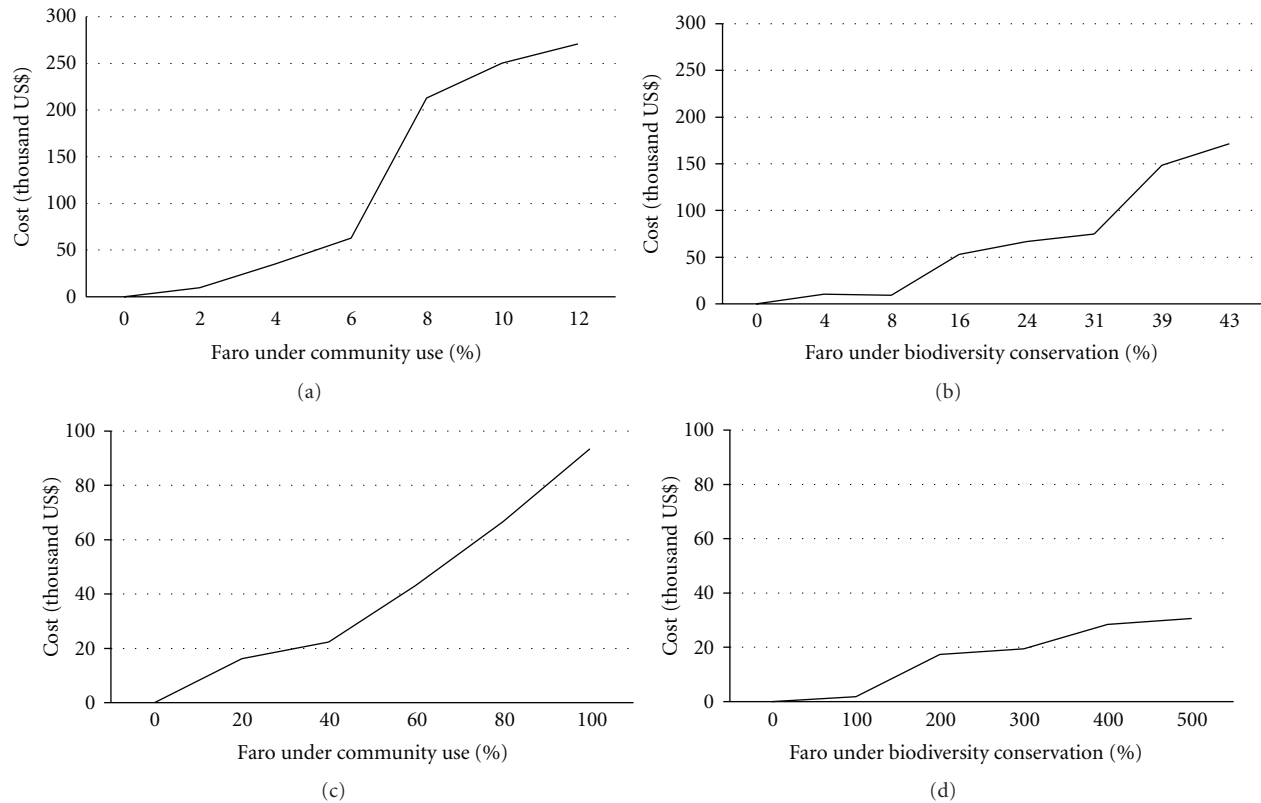 300
250
200
150
100
50
0
Cost (thousand US$)
0 2 4 6 8 10 12
Faro under community use (%)
(a)
300
250
200
150
100
50
0
Cost (thousand US$)
0 4 8 16 24 31 39 43
Faro under biodiversity conservation (%)
(b)
100
80
60
40
20
0
Cost (thousand US$)
0 20 40 60 80 100
Faro under community use (%)
(c)
100
80
60
40
20
0
Cost (thousand US$)
0 100 200 300 400 500
Faro under biodiversity conservation (%)
(d)